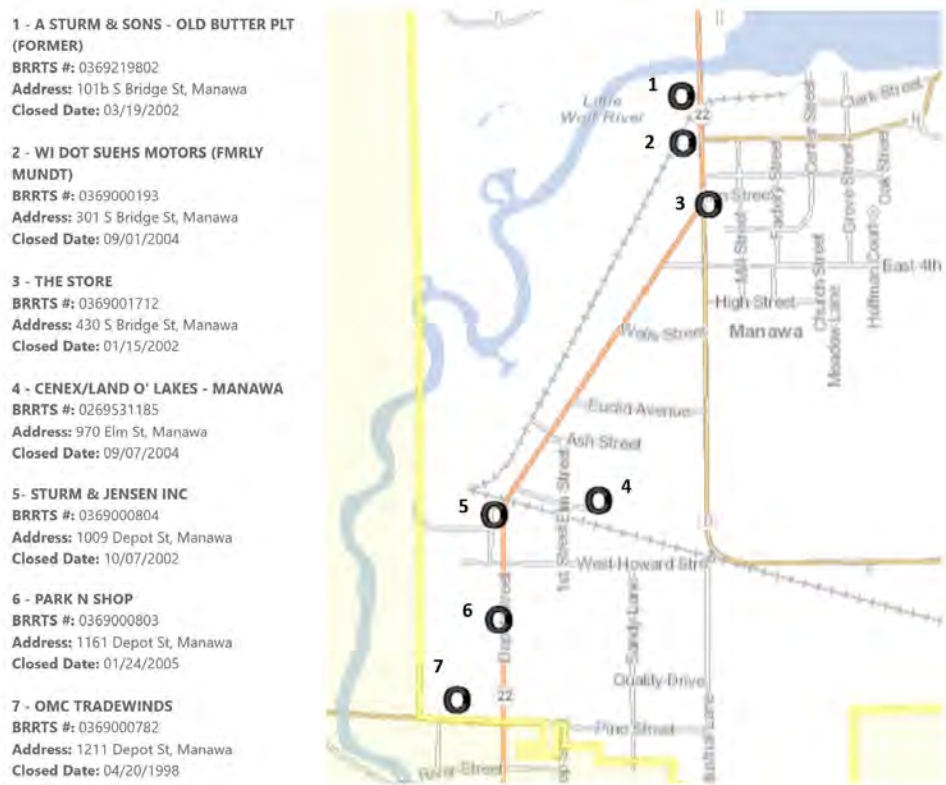 1 - A STURM & SONS - OLD BUTTER PLT
(FORMER)
BRRTS #: 0369219802
Address: 101b S Bridge St, Manawa
Closed Date: 03/19/2002
2 - WI DOT SUEHS MOTORS (FMRLY
MUNDT)
BRRTS #: 0369000193
Address: 301 S Bridge St, Manawa
Closed Date: 09/01/2004
3 - THE STORE
BRRTS #: 0369001712
Address: 430 S Bridge St, Manawa
Closed Date: 01/15/2002
4 - CENEX/LAND O' LAKES - MANAWA
BRRTS #: 0269531185
Address: 970 Elm St, Manawa
Closed Date: 09/07/2004
5- STURM & JENSEN INC
BRRTS #: 0369000804
Address: 1009 Depot St, Manawa
Closed Date: 10/07/2002
6 - PARK N SHOP
BRRTS #: 0369000803
Address: 1161 Depot St, Manawa
Closed Date: 01/24/2005
7 - OMC TRADEWINDS
BRRTS #: 0369000782
Address: 1211 Depot St, Manawa
Closed Date: 04/20/1998
1
Little
Wolf River
22
Clark Street
2
Mill Street
Factory Street
Center Street
Grove Street
Oak Street
3
Street
East 4th
High Street
Church Street
Meadow Lane
Huffman Court
Manawa
Wolls Street
Euclid Avenue
Ash Street
Elm Street
1st Street
4
5
West Howard Stre
6
Street
Sandy Lane
7
22
Quality Drive
Pine Street
Lane
River Street